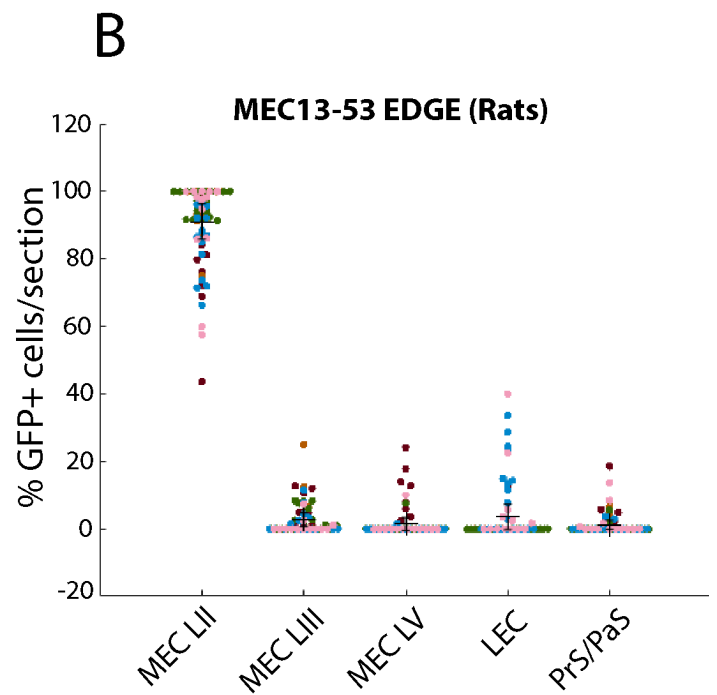 B
MEC13-53 EDGE (Rats)
% GFP+ cells/section
120
100
80
60
40
20
0
-20
MEC LII
MEC LIII
MEC LV
LEC
PrS/PaS